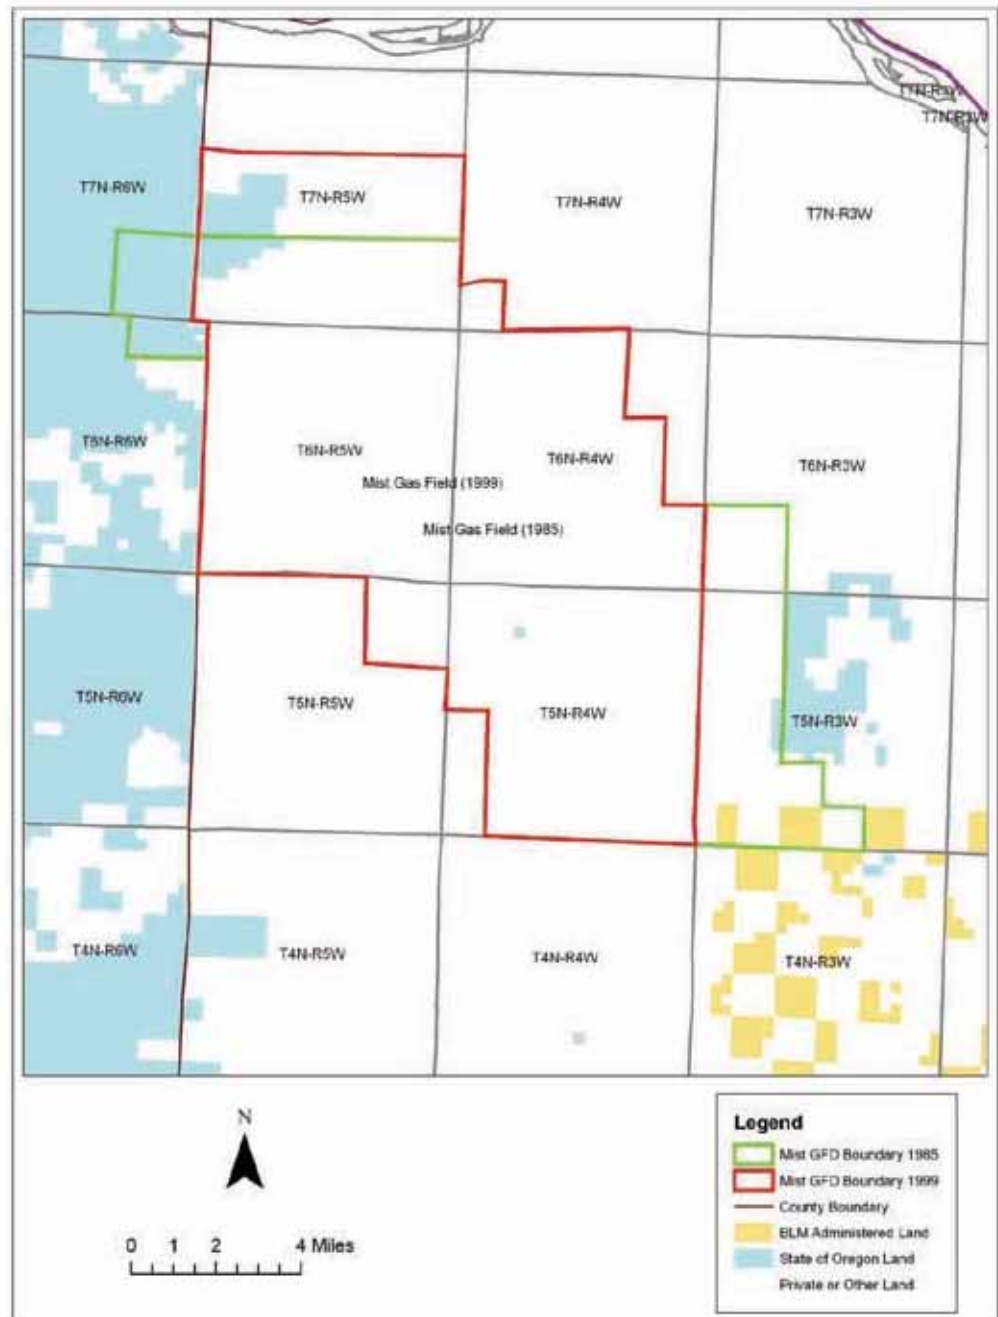 T7N-R3W
T7N-R3W
T7N-R6W
T7N-R5W
T7N-R4W
T7N-R3W
T6N-R6W
T6N-R5W
T6N-R4W
T6N-R3W
Mist Gas Field (1999)
Mist Gas Field (1985)
T5N-R6W
T5N-R5W
T5N-R4W
T5N-R3W
T4N-R6W
T4N-R5W
T4N-R4W
T4N-R3W
N
0 1 2 4 Miles
Legend
Mist GFD Boundary 1985
Mist GFD Boundary 1999
County Boundary
BLM Administered Land
State of Oregon Land
Private or Other Land